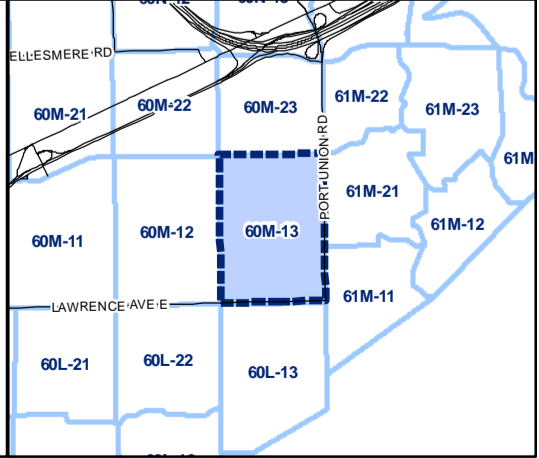 ELLESMERE RD
60M-21
60M-22
60M-23
61M-22
61M-23
61M
PORT UNION RD
61M-21
60M-11
60M-12
60M-13
61M-12
61M-11
LAWRENCE AVE E
60L-21
60L-22
60L-13